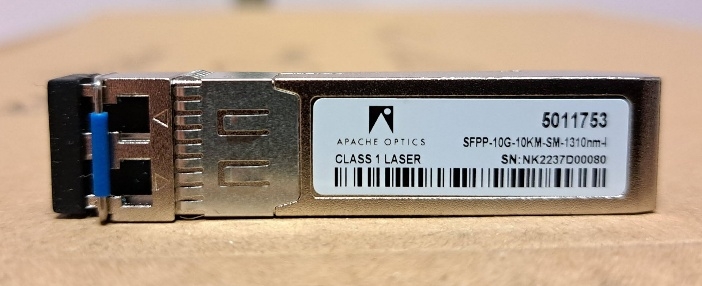 APACHE OPTICS
CLASS 1 LASER
5011753
SFPP-10G-10KM-SM-1310nm-I
SN: NK2237D00080